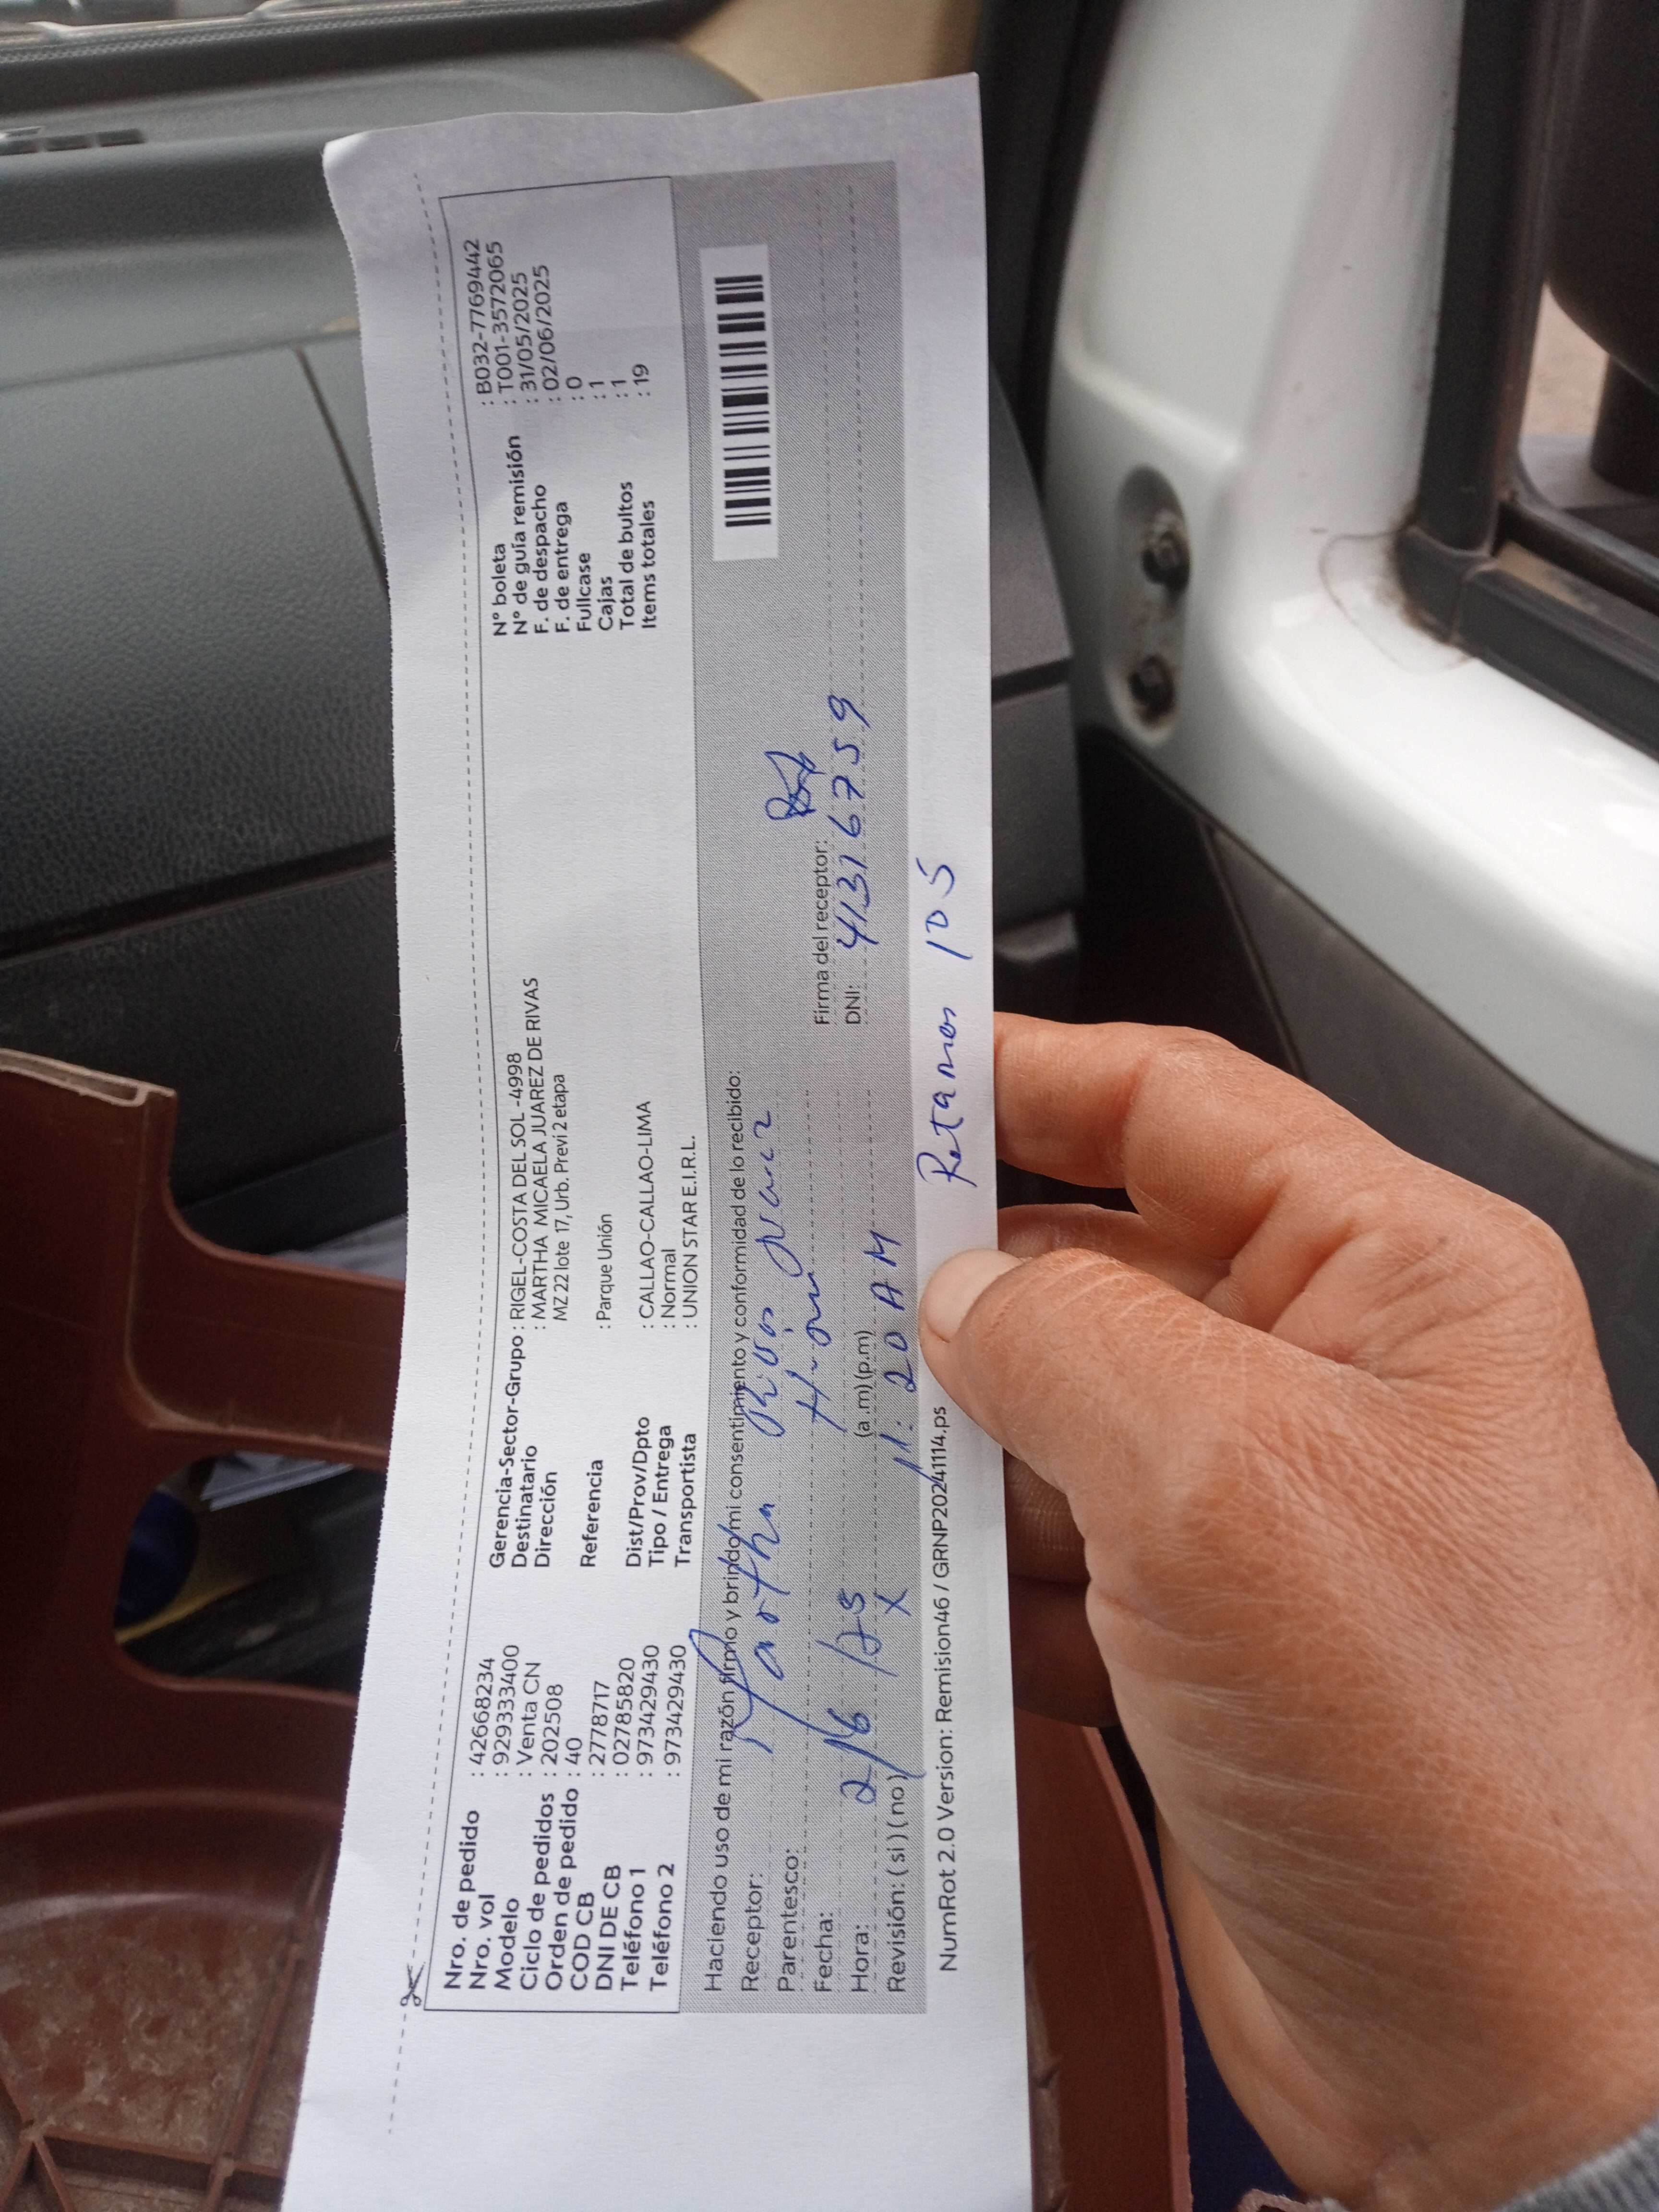 Nro. de pedido : 42668234
Nro. vol : 929333400
Modelo : Venta CN
Ciclo de pedidos : 202508
Orden de pedido : 40
COD CB : 2778717
DNI DE CB : 02785820
Teléfono 1 : 973429430
Teléfono 2 : 973429430
Gerencia-Sector-Grupo : RIGEL-COSTA DEL SOL -4998
Destinatario : MARTHA MICAELA JUAREZ DE RIVAS
Dirección MZ 22 lote 17, Urb. Previ 2 etapa
Referencia : Parque Unión
Dist/Prov/Dpto : CALLAO-CALLAO-LIMA
Tipo / Entrega : Normal
Transportista : UNION STAR E.I.R.L.
N° boleta : B032-7769442
N° de guía remisión : T001-3572065
F. de despacho : 31/05/2025
F. de entrega : 02/06/2025
Fullcase : 0
Cajas : 1
Total de bultos : 1
Items totales : 19
Haciendo uso de mi razón firmo y brindo mi consentimiento y conformidad de lo recibido:
Receptor: Martha
Parentesco:
Fecha: 2/6/25
Firma del receptor:
Hora: (a .m) (p.m)
DNI: 41316759
Revisión: ( si ) ( no ) X 11:20 AM
NumRot 2.0 Version: Remision46 / GRNP20241114.ps
Retamos 105